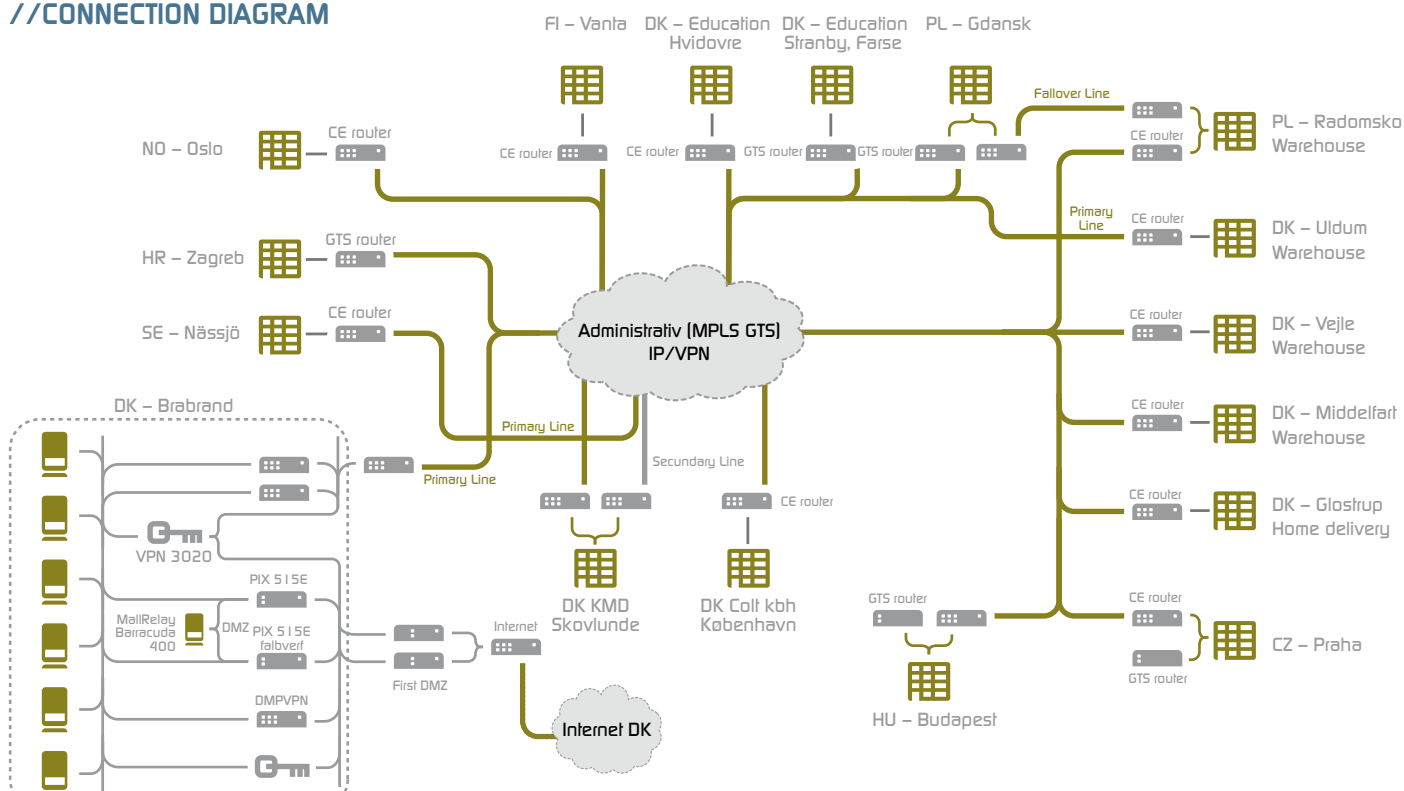 //CONNECTION DIAGRAM
FI – Vanta
DK – Education
Hvidovre
DK – Education
Stranby, Farse
PL – Gdansk
Fallover Line
NO – Oslo
CE router
CE router
CE router
GTS router
GTS router
CE router
PL – Radomsko
Warehouse
HR – Zagreb
GTS router
Primary
Line
CE router
DK – Uldum
Warehouse
SE – Nässjö
CE router
Administrativ (MPLS GTS)
IP/VPN
CE router
DK – Vejle
Warehouse
DK – Brabrand
Primary Line
CE router
DK – Middelfart
Warehouse
Primary Line
Secundary Line
CE router
CE router
DK – Glostrup
Home delivery
VPN 3020
PIX 515E
MallRelay
Barracuda
400
DMZ
PIX 515E
falbverf
First DMZ
Internet
DK KMD
Skovlunde
DK Colt kbh
København
GTS router
CE router
CZ – Praha
GTS router
DMPVPN
Internet DK
HU – Budapest